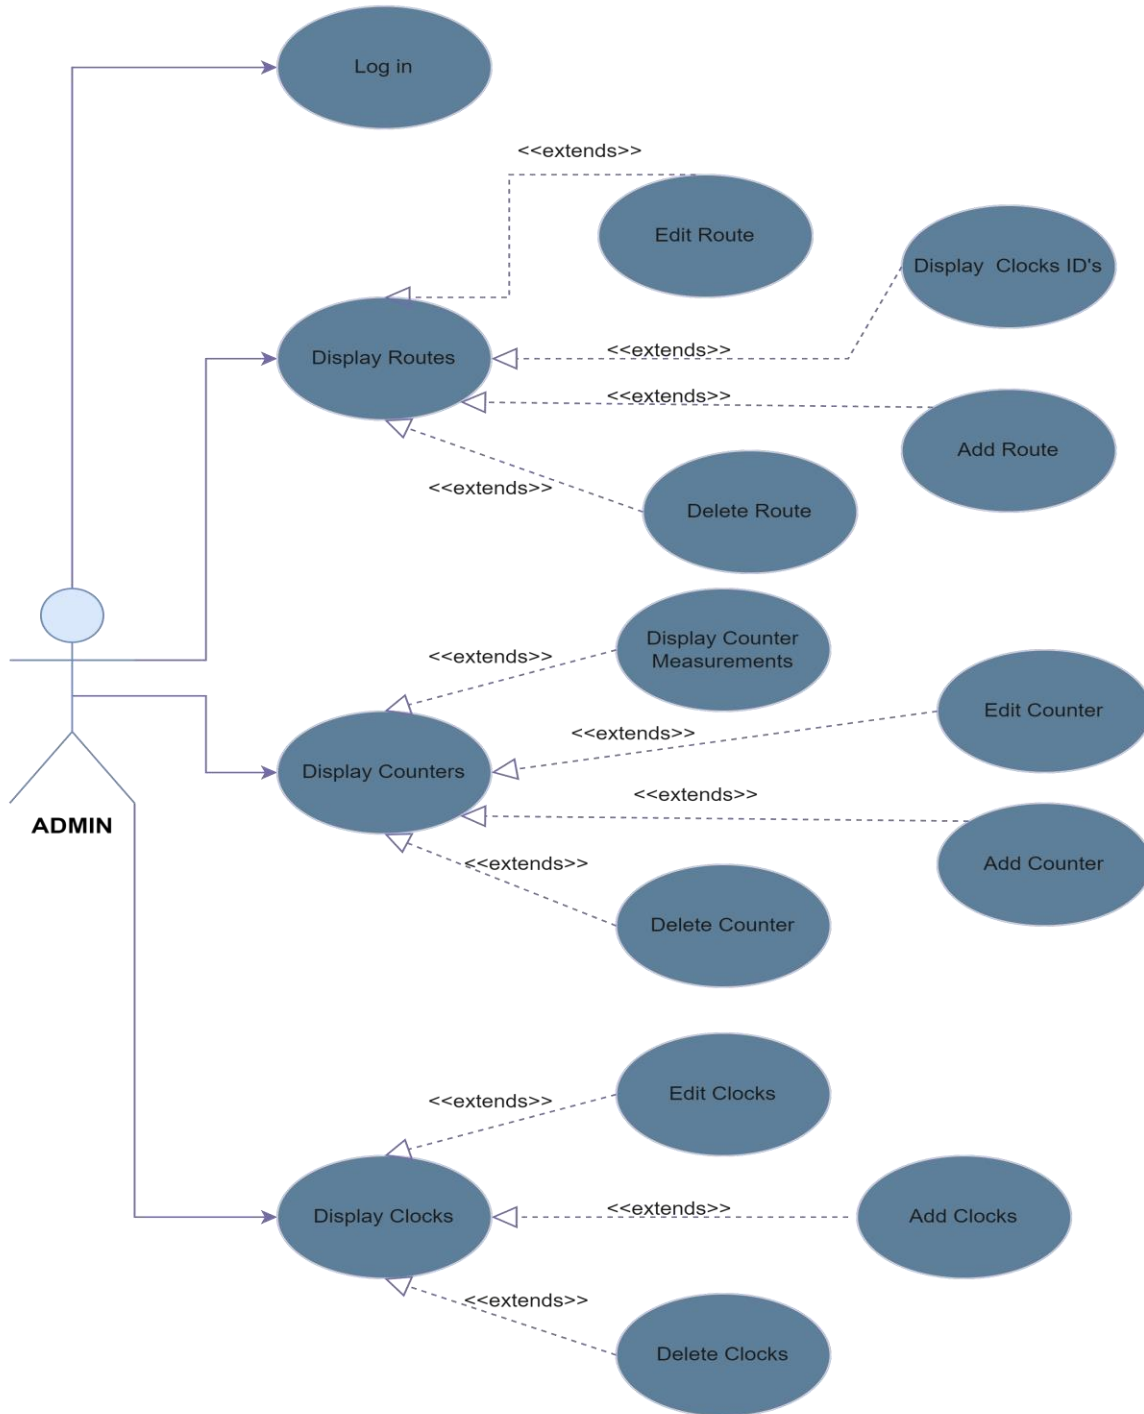 Log in
<<extends>>
Edit Route
Display  Clocks ID's
<<extends>>
Display Routes
<<extends>>
Add Route
<<extends>>
Delete Route
Display Counter
Measurements
<<extends>>
Edit Counter
<<extends>>
Display Counters
<<extends>>
ADMIN
Add Counter
<<extends>>
Delete Counter
Edit Clocks
<<extends>>
Display Clocks
<<extends>>
Add Clocks
<<extends>>
Delete Clocks